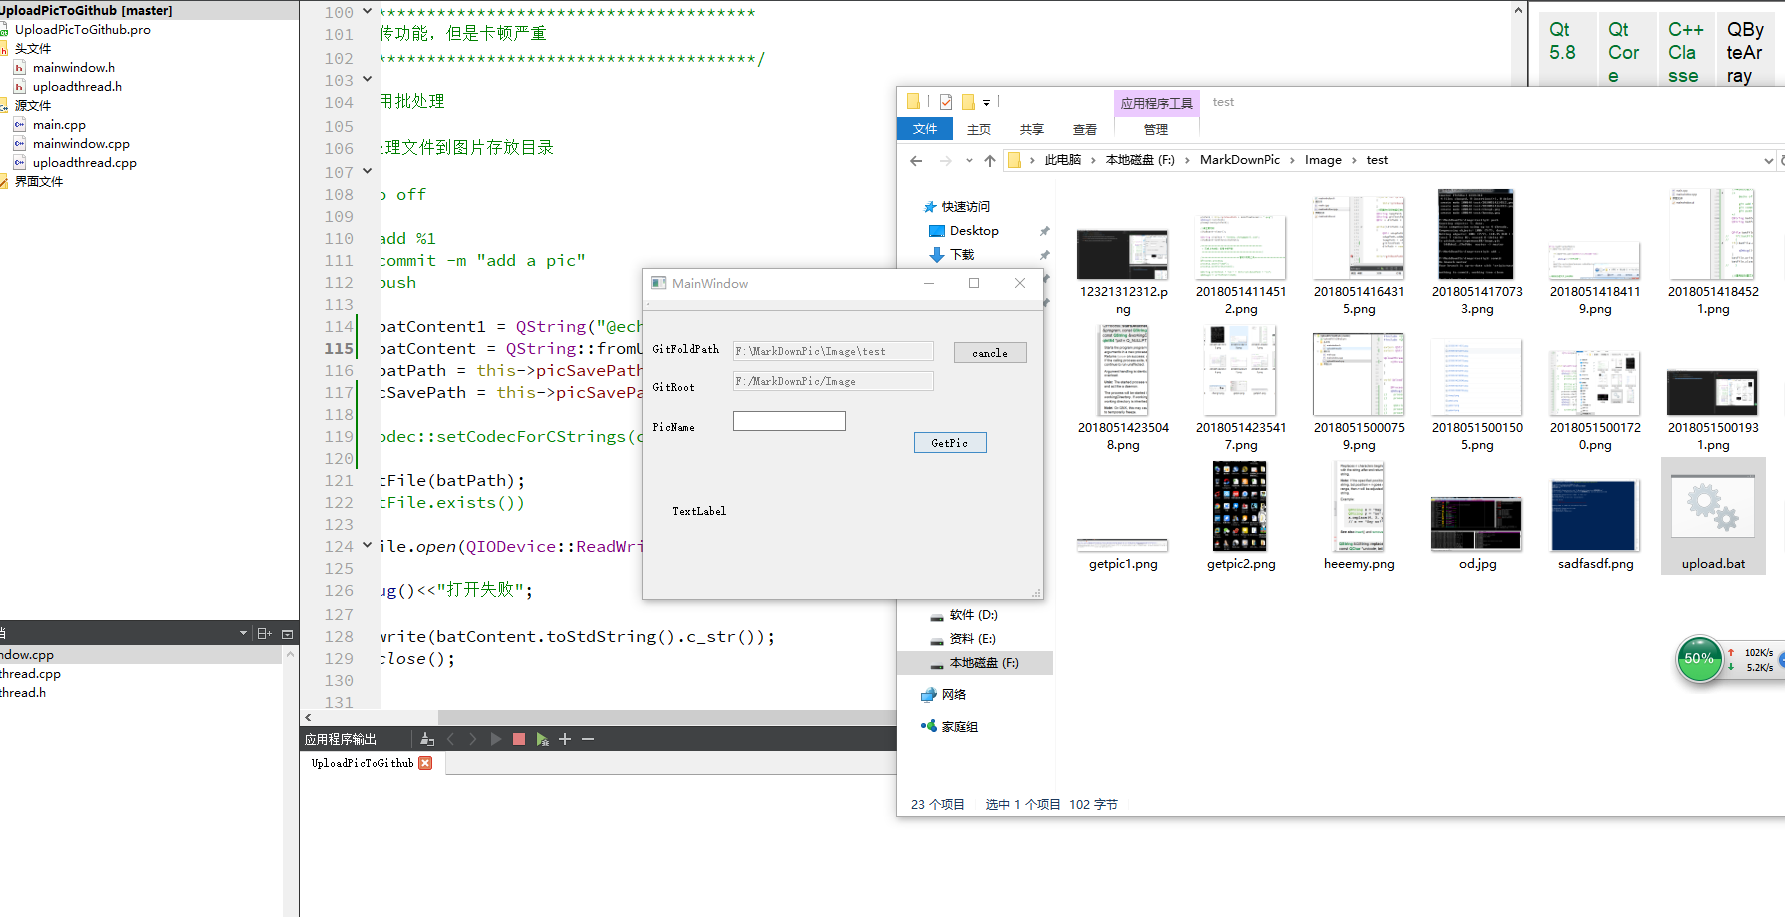 UploadPicToGithub [master]
UploadPicToGithub.pro
头文件
mainwindow.h
uploadthread.h
源文件
main.cpp
mainwindow.cpp
uploadthread.cpp
界面文件
当
ndow.cpp
thread.cpp
thread.h
100 ***********************************
101 传功能，但是卡顿严重
102 ***********************************/
103
104 用批处理
105
106 处理文件到图片存放目录
107
108 o off
109
110 add %1
111 commit -m "add a pic"
112 push
113
114 batContent1 = QString("@ech
115 batContent = QString::fromU
116 batPath = this->picSavePath
117 cSavePath = this->picSavePa
118
119 odec::setCodecForCStrings(c
120
121 tFile(batPath);
122 tFile.exists())
123
124 ile.open(QIODevice::ReadWri
125
126 ug()<<"打开失败";
127
128 write(batContent.toStdString().c_str());
129 close();
130
131
应用程序输出
UploadPicToGithub
MainWindow
GitFoldPath F:\MarkDownPic\Image\test cancle
GitRoot F:/MarkDownPic/Image
PicName
GetPic
TextLabel
Qt 5.8
Qt Core
C++ Classe
QByteArray
应用程序工具 test
文件 主页 共享 查看 管理
此电脑 本地磁盘 (F:) MarkDownPic Image test
快速访问
Desktop
下载
软件 (D:)
资料 (E:)
本地磁盘 (F:)
网络
家庭组
12321312312.png
20180514114512.png
20180514164315.png
20180514170733.png
20180514184119.png
20180514184521.png
20180514235048.png
20180514235417.png
20180515000759.png
20180515001505.png
20180515001720.png
20180515001931.png
getpic1.png
getpic2.png
heeemy.png
od.jpg
sadfasdf.png
upload.bat
23 个项目 选中 1 个项目 102 字节
50%
102K/s
5.2K/s